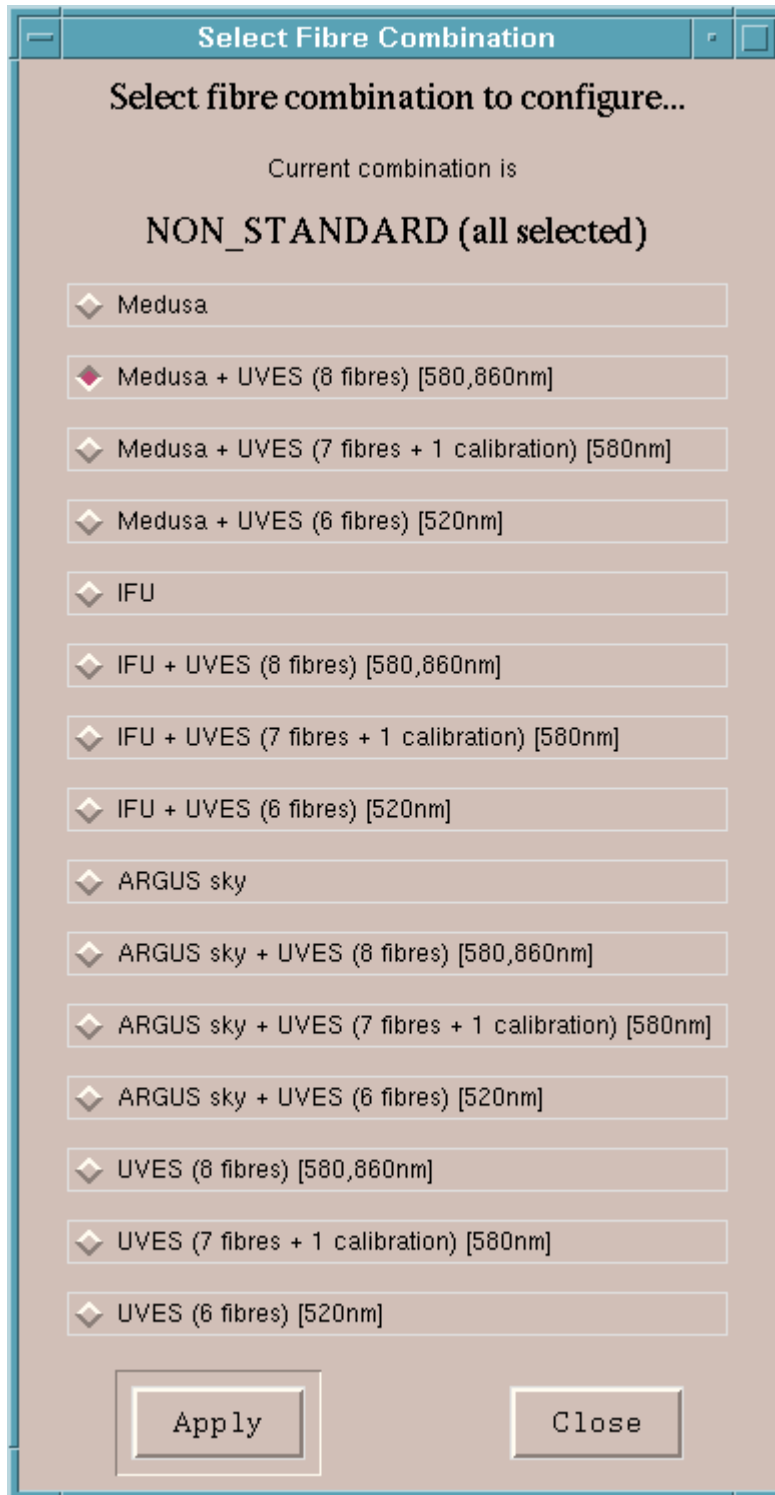 Select Fibre Combination
Select fibre combination to configure...
Current combination is
NON_STANDARD (all selected)
Medusa
Medusa + UVES (8 fibres) [580,860nm]
Medusa + UVES (7 fibres + 1 calibration) [580nm]
Medusa + UVES (6 fibres) [520nm]
IFU
IFU + UVES (8 fibres) [580,860nm]
IFU + UVES (7 fibres + 1 calibration) [580nm]
IFU + UVES (6 fibres) [520nm]
ARGUS sky
ARGUS sky + UVES (8 fibres) [580,860nm]
ARGUS sky + UVES (7 fibres + 1 calibration) [580nm]
ARGUS sky + UVES (6 fibres) [520nm]
UVES (8 fibres) [580,860nm]
UVES (7 fibres + 1 calibration) [580nm]
UVES (6 fibres) [520nm]
Apply Close